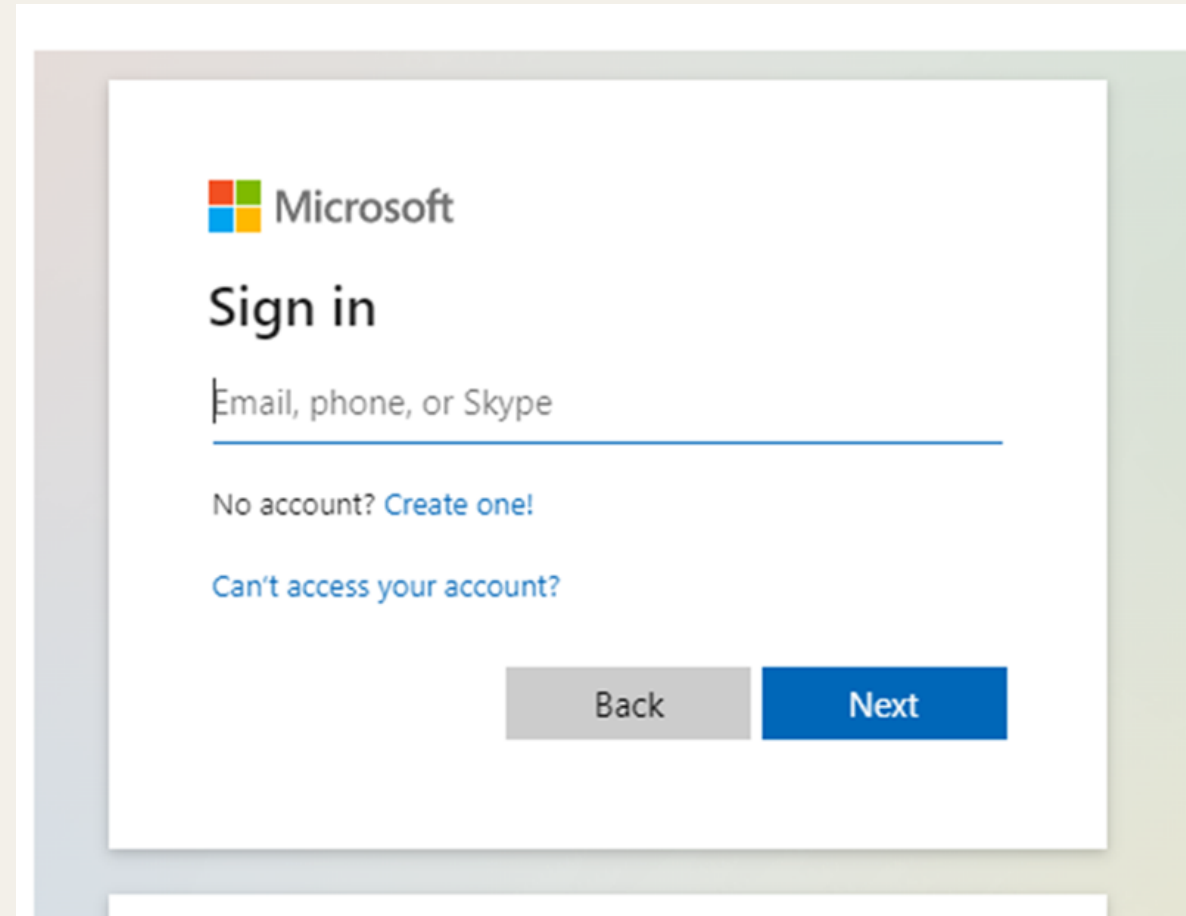 Microsoft
Sign in
Email, phone, or Skype
No account? Create one!
Can't access your account?
Back Next